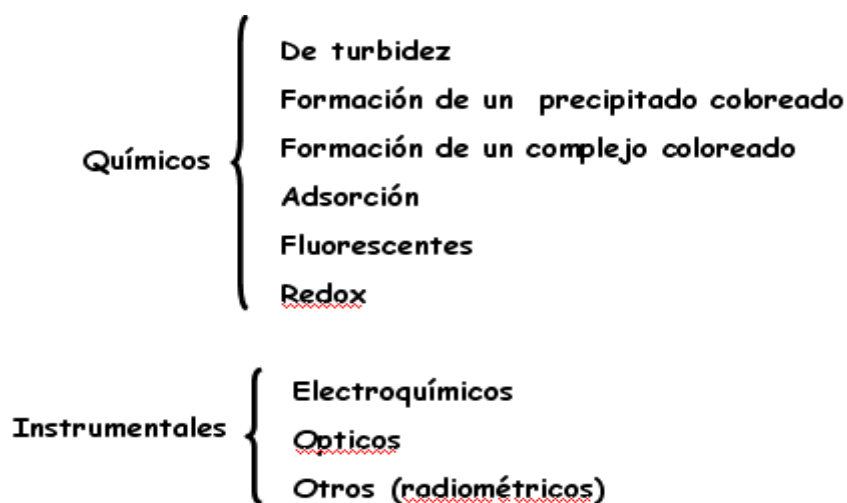 De turbidez
Formación de un precipitado coloreado
Químicos
Formación de un complejo coloreado
Adsorción
Fluorescentes
Redox
Electroquímicos
Instrumentales
Opticos
Otros (radiométricos)